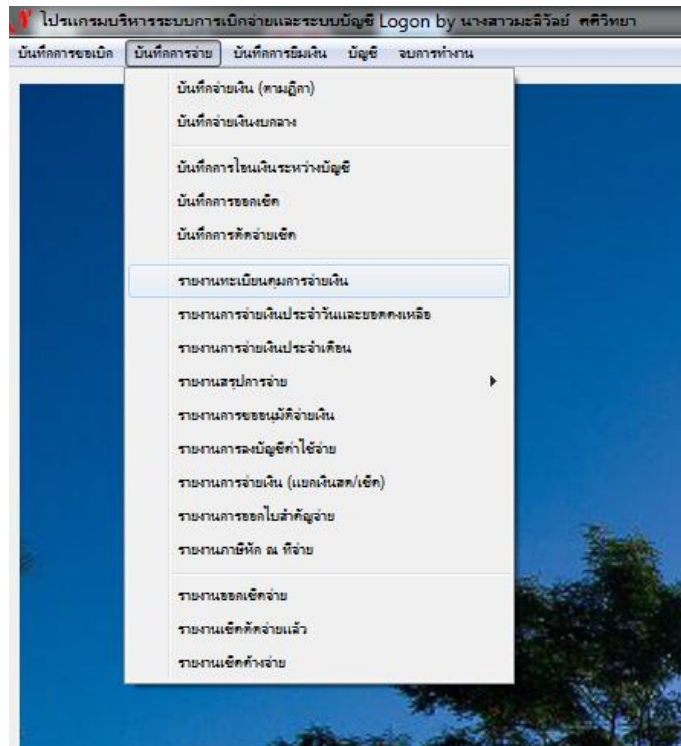 โปรแกรมบริหารระบบการเบิกจ่ายและระบบบัญชี Logon by นางสาวมะลิวัลย์ คดีวิทยา
บันทึกการขอเบิก บันทึกการจ่าย บันทึกการยืมเงิน บัญชี จบการทำงาน
บันทึกจ่ายเงิน (ตามฎีกา)
บันทึกจ่ายเงินงบกลาง
บันทึกการโอนเงินระหว่างบัญชี
บันทึกการออกเช็ค
บันทึกการตัดจ่ายเช็ค
รายงานทะเบียนคุมการจ่ายเงิน
รายงานการจ่ายเงินประจำวันและยอดคงเหลือ
รายงานการจ่ายเงินประจำเดือน
รายงานสรุปการจ่าย
รายงานการขออนุมัติจ่ายเงิน
รายงานการลงบัญชีค่าใช้จ่าย
รายงานการจ่ายเงิน (แยกเงินสด/เช็ค)
รายงานการออกใบสำคัญจ่าย
รายงานภาษีหัก ณ ที่จ่าย
รายงานออกเช็คจ่าย
รายงานเช็คตัดจ่ายแล้ว
รายงานเช็คค้างจ่าย